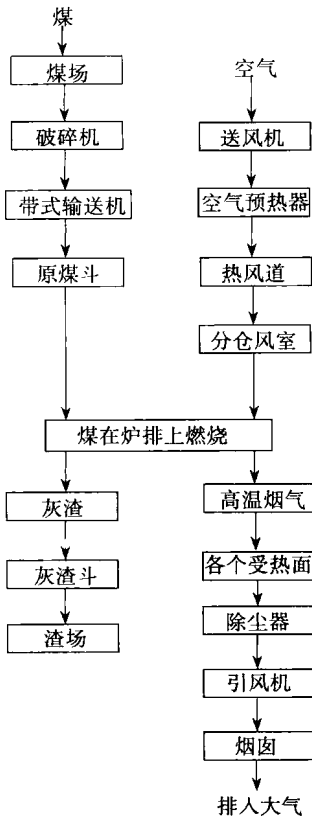 煤
煤场
破碎机
带式输送机
原煤斗
空气
送风机
空气预热器
热风道
分仓风室
煤在炉排上燃烧
灰渣
灰渣斗
渣场
高温烟气
各个受热面
除尘器
引风机
烟囱
排入大气